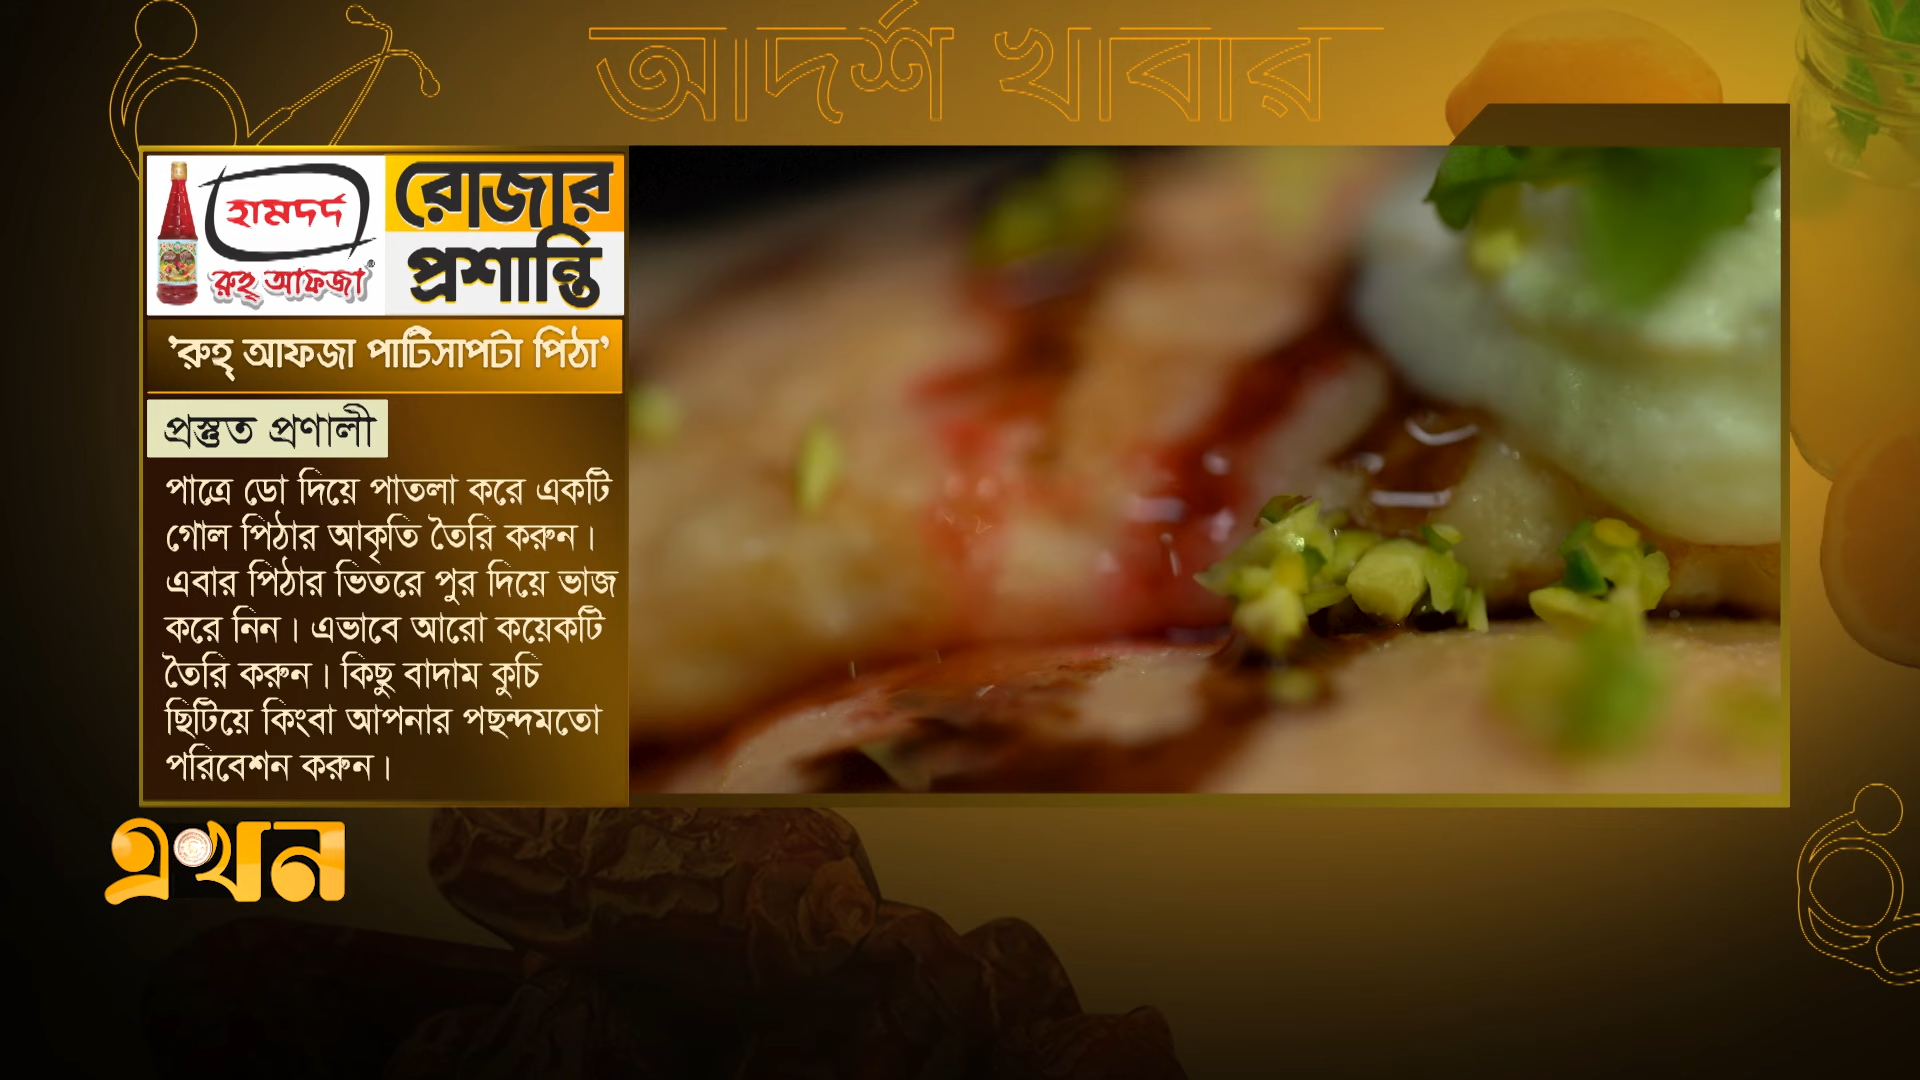 আদর্শ খাবার
হামদর্দ
রুহ্ আফজা
রোজার
প্রশান্তি
'রুহ্ আফজা পাটিসাপটা পিঠা'
প্রস্তুত প্রণালী
পাত্রে ডো দিয়ে পাতলা করে একটি
গোল পিঠার আকৃতি তৈরি করুন।
এবার পিঠার ভিতরে পুর দিয়ে ভাজ
করে নিন। এভাবে আরো কয়েকটি
তৈরি করুন। কিছু বাদাম কুচি
ছিটিয়ে কিংবা আপনার পছন্দমতো
পরিবেশন করুন।
এখন